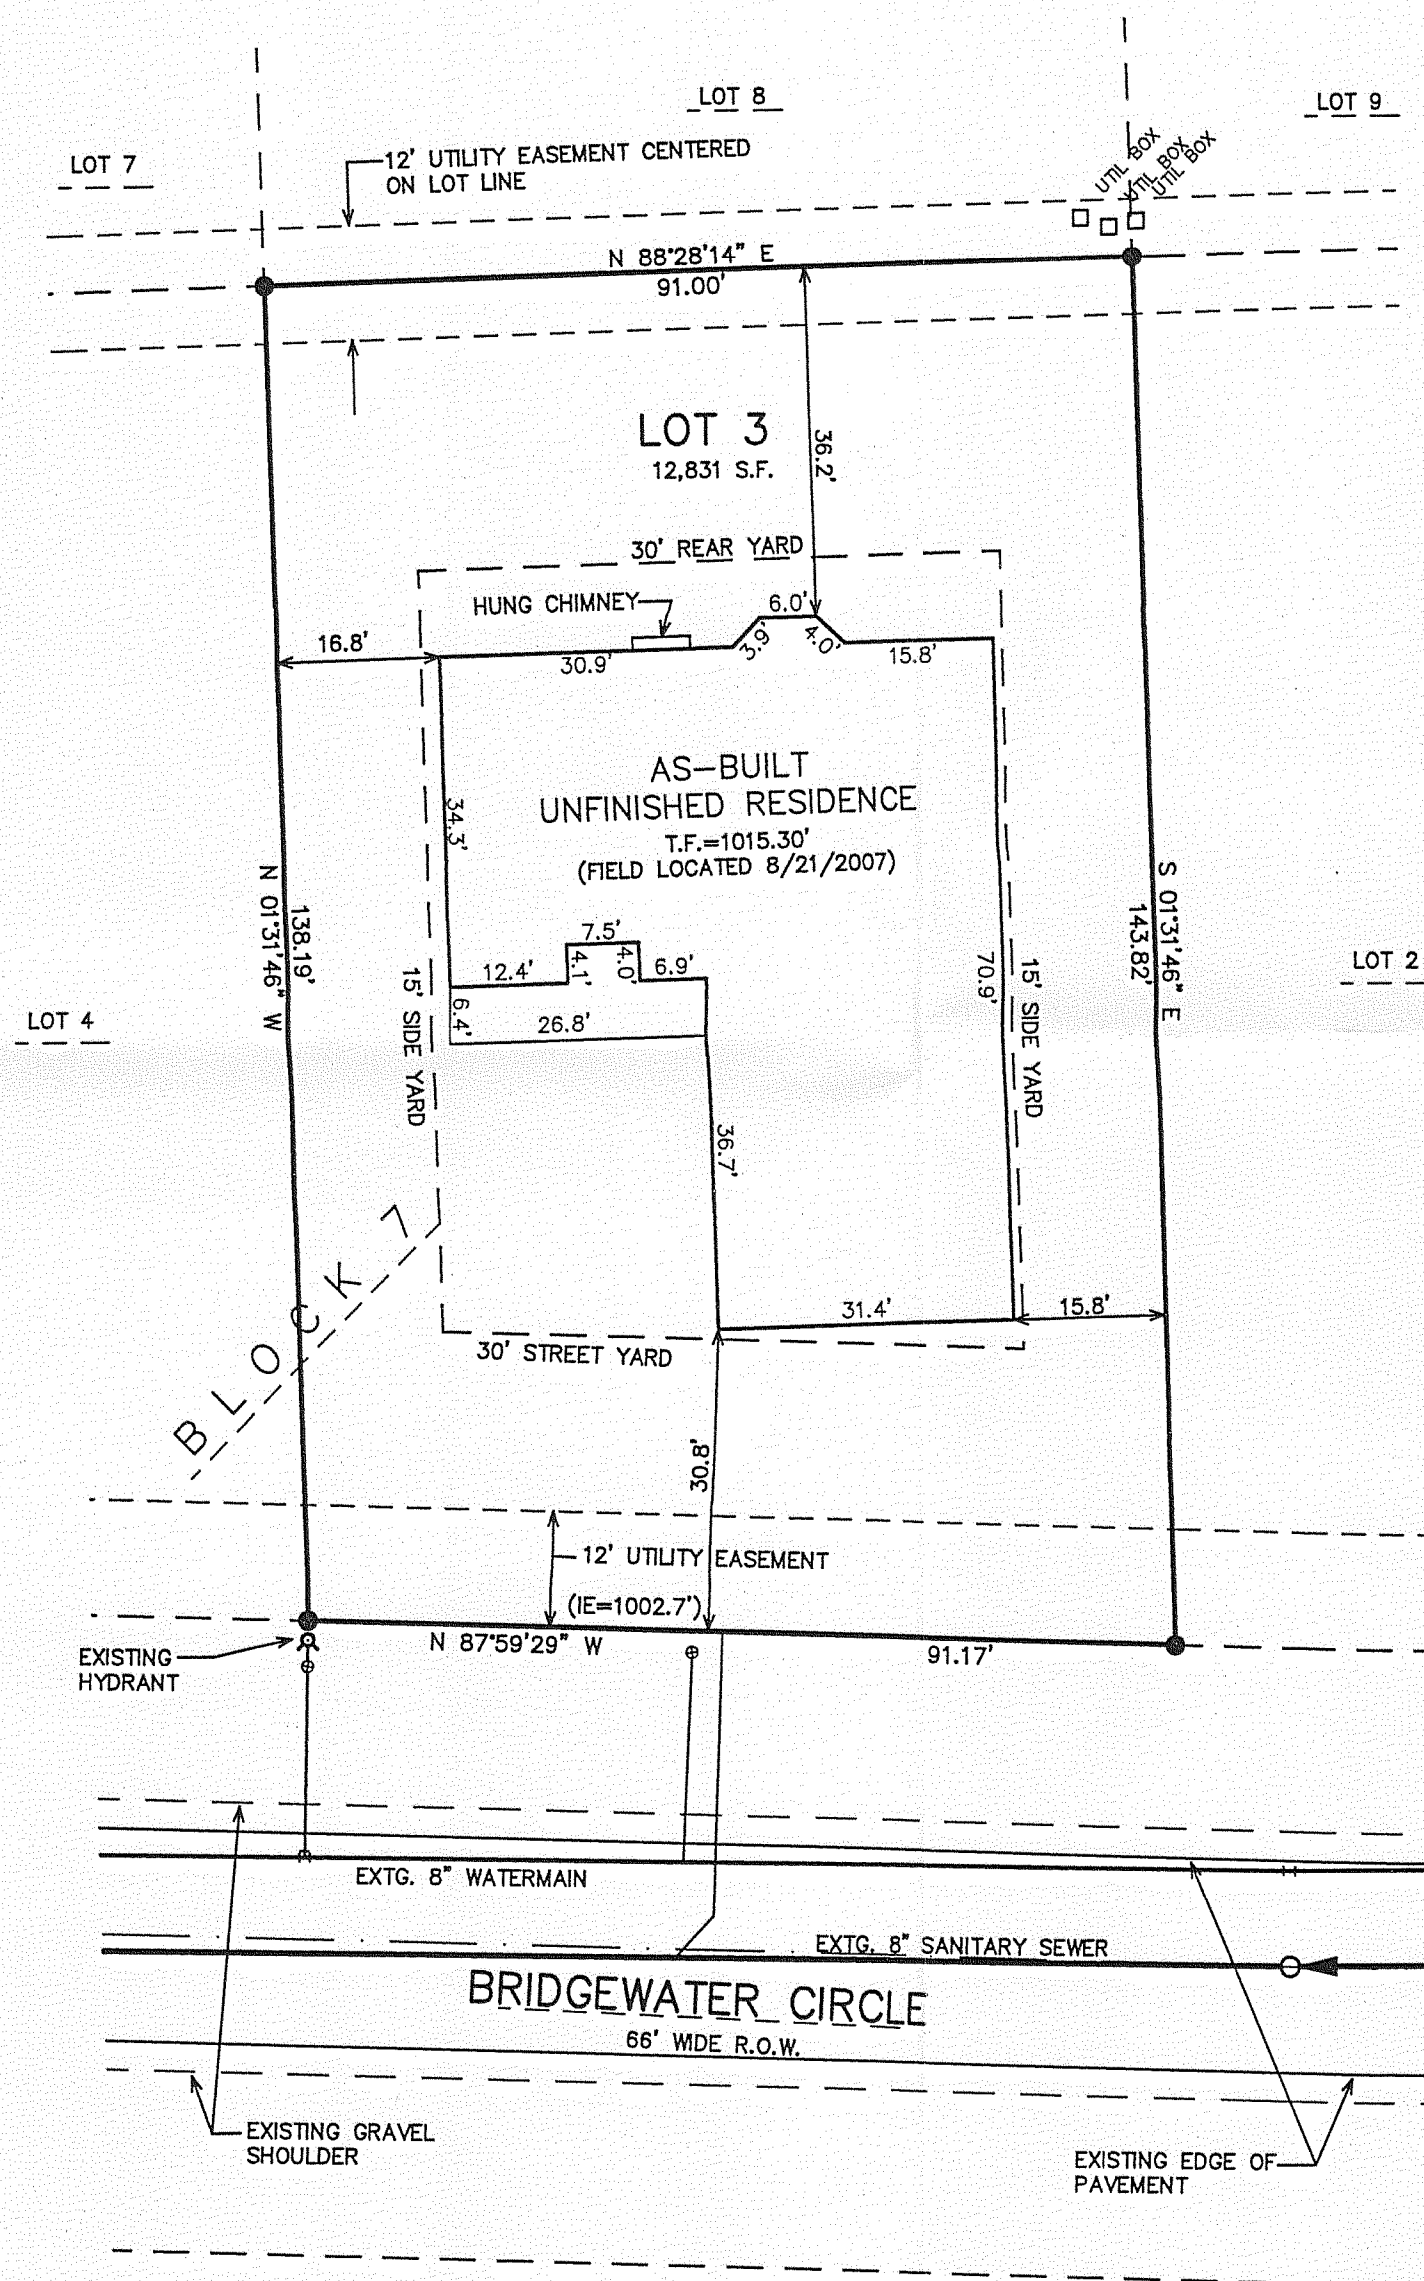 LOT 8
LOT 9
LOT 7
12' UTILITY EASEMENT CENTERED
ON LOT LINE
UTIL BOX
UTIL BOX
UTIL BOX
N 88°28'14" E
91.00'
LOT 3
12,831 S.F.
36.2'
30' REAR YARD
HUNG CHIMNEY
6.0'
16.8'
30.9'
3.9'
4.0'
15.8'
AS-BUILT
UNFINISHED RESIDENCE
T.F.=1015.30'
(FIELD LOCATED 8/21/2007)
34.3'
N 01°31'46" W
138.19'
S 01°31'46" E
143.82'
7.5'
12.4'
4.1'
4.0'
6.9'
70.9'
15' SIDE YARD
15' SIDE YARD
LOT 2
LOT 4
6.4'
26.8'
36.7'
BLOCK 7
31.4'
15.8'
30' STREET YARD
30.8'
12' UTILITY EASEMENT
(IE=1002.7')
N 87°59'29" W
91.17'
EXISTING
HYDRANT
EXTG. 8" WATERMAIN
EXTG. 8" SANITARY SEWER
BRIDGEWATER CIRCLE
66' WIDE R.O.W.
EXISTING GRAVEL
SHOULDER
EXISTING EDGE OF
PAVEMENT